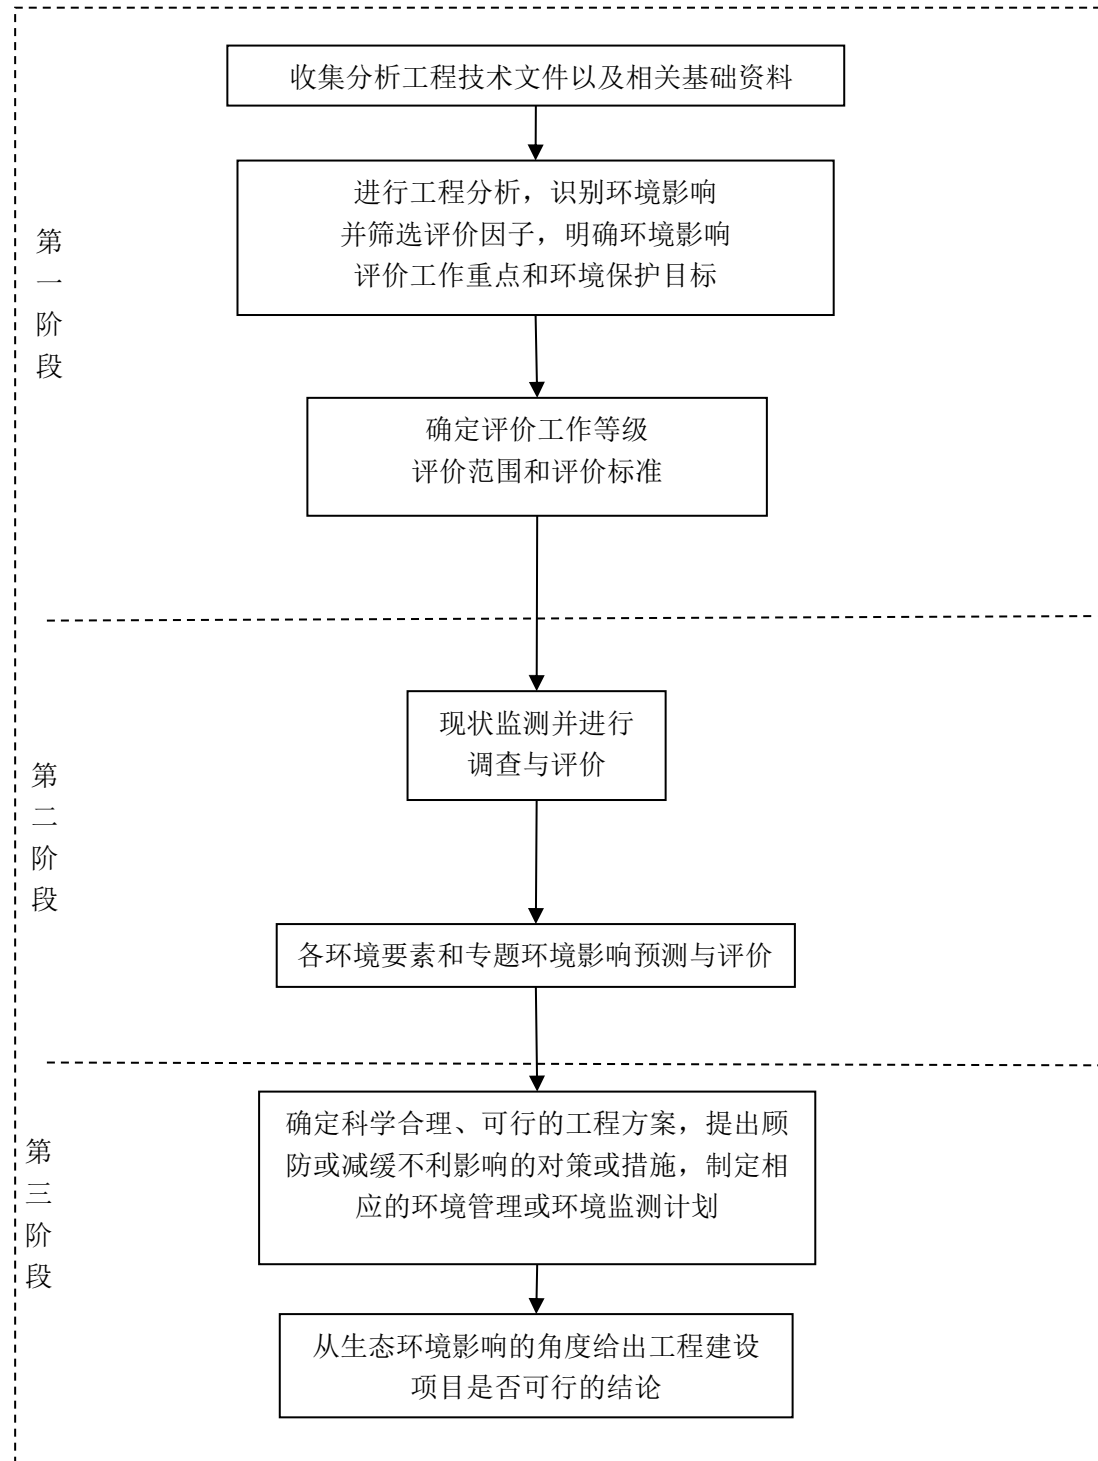 收集分析工程技术文件以及相关基础资料
进行工程分析，识别环境影响
并筛选评价因子，明确环境影响
评价工作重点和环境保护目标
第
一
阶
段
确定评价工作等级
评价范围和评价标准
现状监测并进行
调查与评价
第
二
阶
段
各环境要素和专题环境影响预测与评价
确定科学合理、可行的工程方案，提出顾
防或减缓不利影响的对策或措施，制定相
应的环境管理或环境监测计划
第
三
阶
段
从生态环境影响的角度给出工程建设
项目是否可行的结论